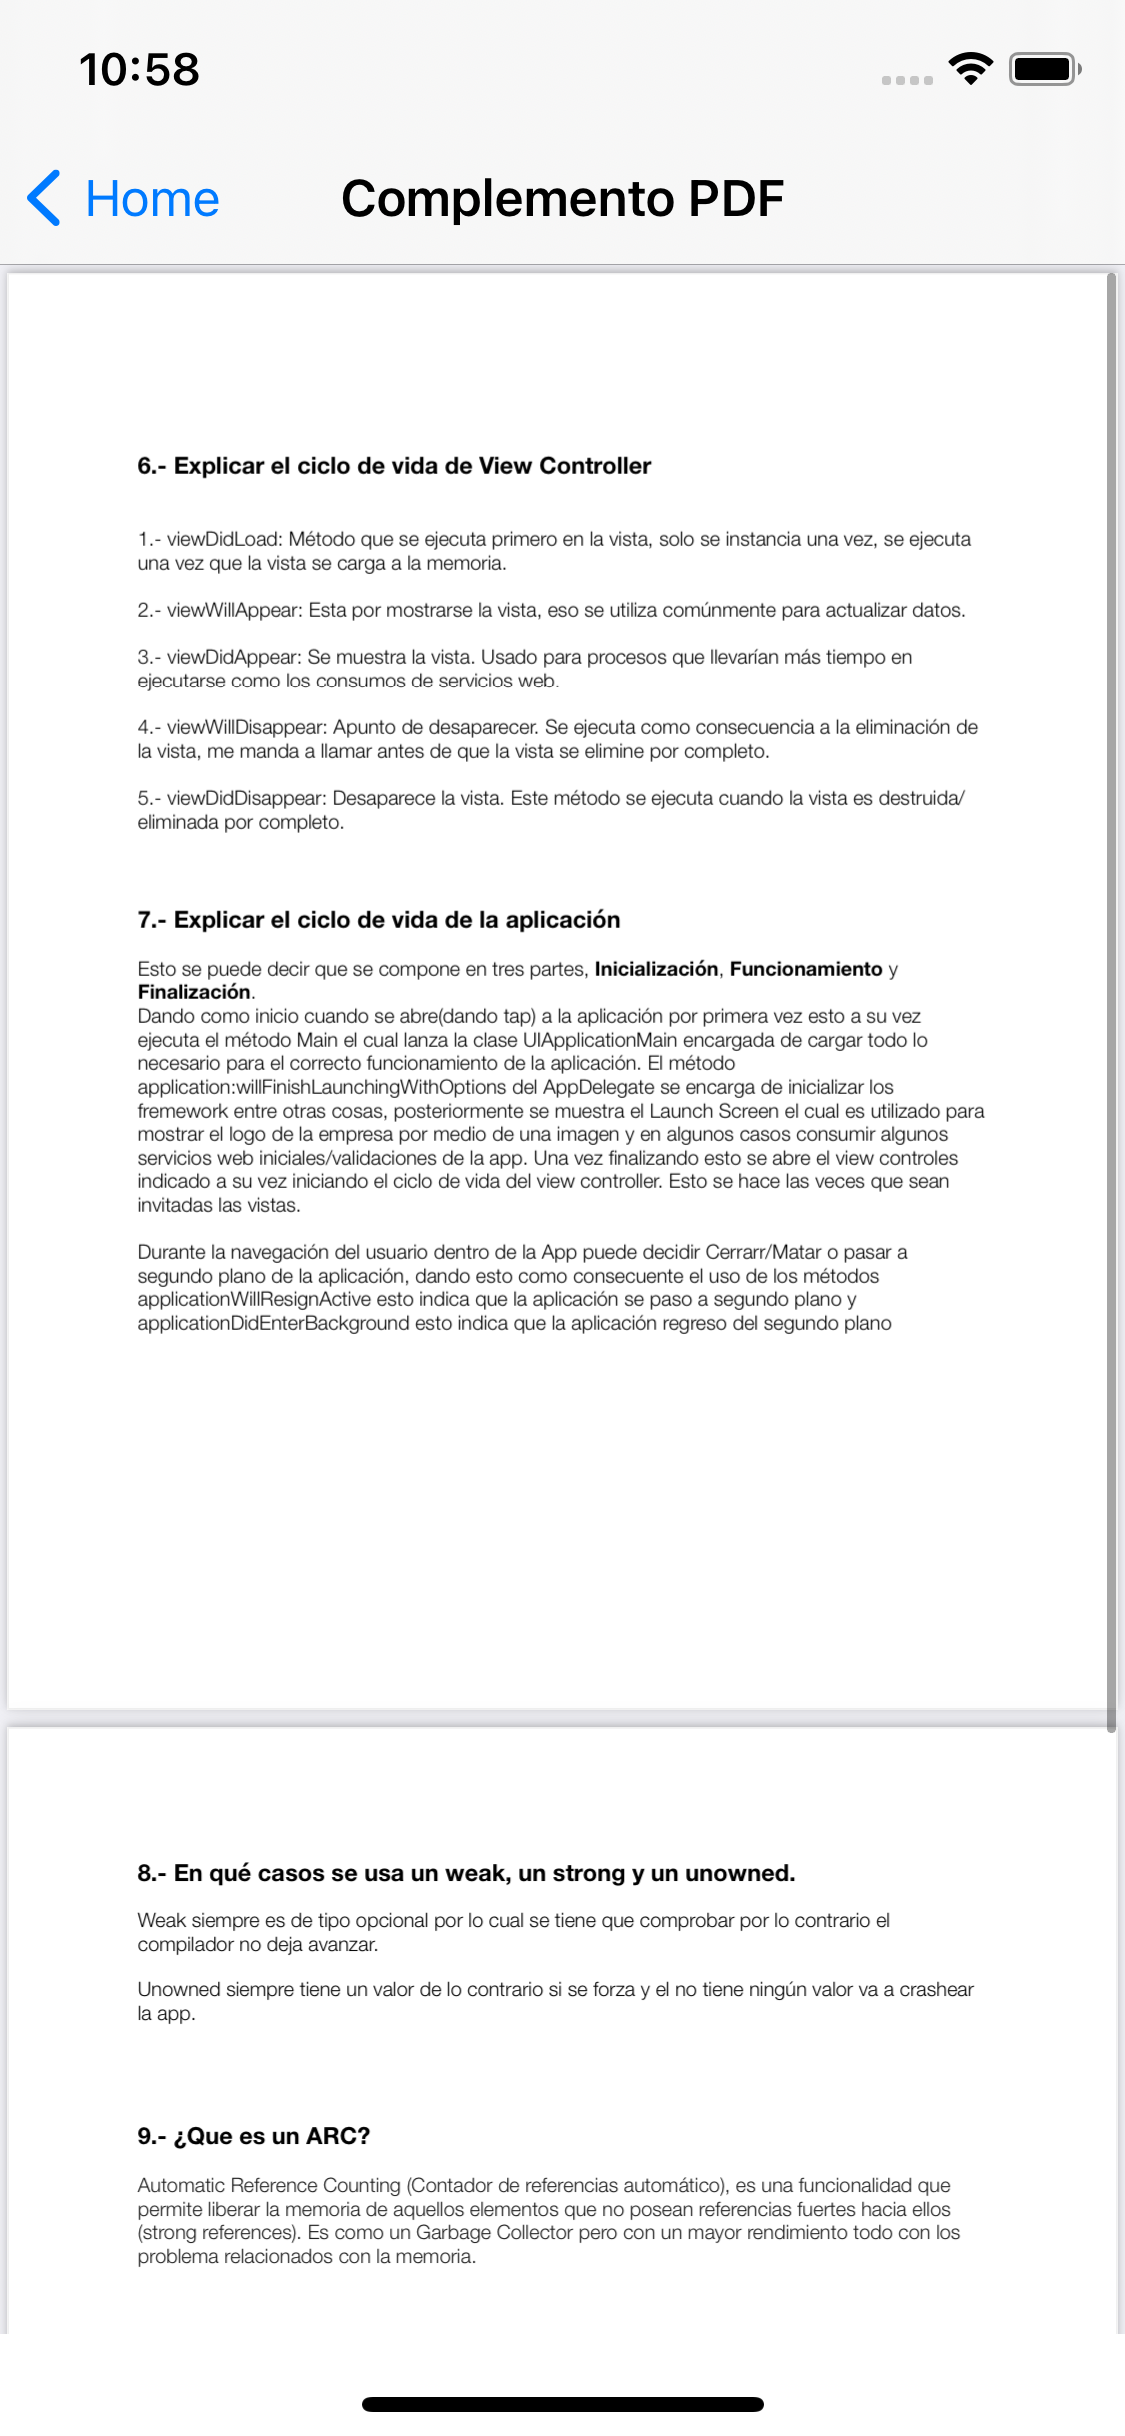 10:58
Home
Complemento PDF
6.- Explicar el ciclo de vida de View Controller
1.- viewDidLoad: Método que se ejecuta primero en la vista, solo se instancia una vez, se ejecuta
una vez que la vista se carga a la memoria.
2.- viewWillAppear: Esta por mostrarse la vista, eso se utiliza comúnmente para actualizar datos.
3.- viewDidAppear: Se muestra la vista. Usado para procesos que llevarían más tiempo en
ejecutarse como los consumos de servicios web.
4.- viewWillDisappear: Apunto de desaparecer. Se ejecuta como consecuencia a la eliminación de
la vista, me manda a llamar antes de que la vista se elimine por completo.
5.- viewDidDisappear: Desaparece la vista. Este método se ejecuta cuando la vista es destruida/
eliminada por completo.
7.- Explicar el ciclo de vida de la aplicación
Esto se puede decir que se compone en tres partes, Inicialización, Funcionamiento y
Finalización.
Dando como inicio cuando se abre(dando tap) a la aplicación por primera vez esto a su vez
ejecuta el método Main el cual lanza la clase UIApplicationMain encargada de cargar todo lo
necesario para el correcto funcionamiento de la aplicación. El método
application:willFinishLaunchingWithOptions del AppDelegate se encarga de inicializar los
fremework entre otras cosas, posteriormente se muestra el Launch Screen el cual es utilizado para
mostrar el logo de la empresa por medio de una imagen y en algunos casos consumir algunos
servicios web iniciales/validaciones de la app. Una vez finalizando esto se abre el view controles
indicado a su vez iniciando el ciclo de vida del view controller. Esto se hace las veces que sean
invitadas las vistas.
Durante la navegación del usuario dentro de la App puede decidir Cerrarr/Matar o pasar a
segundo plano de la aplicación, dando esto como consecuente el uso de los métodos
applicationWillResignActive esto indica que la aplicación se paso a segundo plano y
applicationDidEnterBackground esto indica que la aplicación regreso del segundo plano
8.- En qué casos se usa un weak, un strong y un unowned.
Weak siempre es de tipo opcional por lo cual se tiene que comprobar por lo contrario el
compilador no deja avanzar.
Unowned siempre tiene un valor de lo contrario si se forza y el no tiene ningún valor va a crashear
la app.
9.- ¿Que es un ARC?
Automatic Reference Counting (Contador de referencias automático), es una funcionalidad que
permite liberar la memoria de aquellos elementos que no posean referencias fuertes hacia ellos
(strong references). Es como un Garbage Collector pero con un mayor rendimiento todo con los
problema relacionados con la memoria.